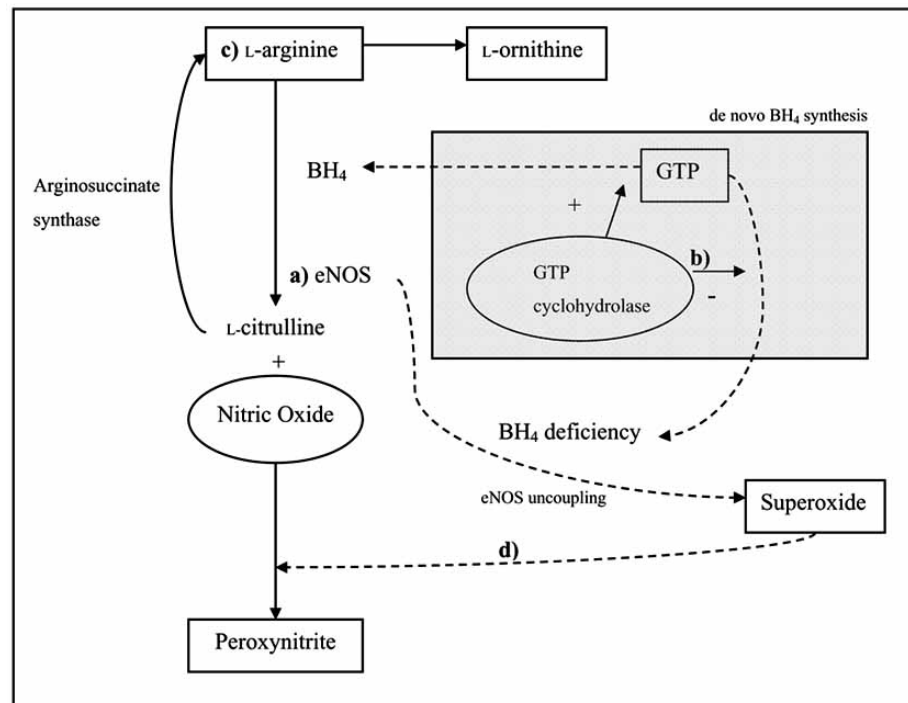 c) L-arginine
L-ornithine
de novo BH₄ synthesis
BH₄
GTP
Arginosuccinate
synthase
+
b)
a) eNOS
GTP
cyclohydrolase
-
L-citrulline
+
Nitric Oxide
BH₄ deficiency
eNOS uncoupling
Superoxide
d)
Peroxynitrite